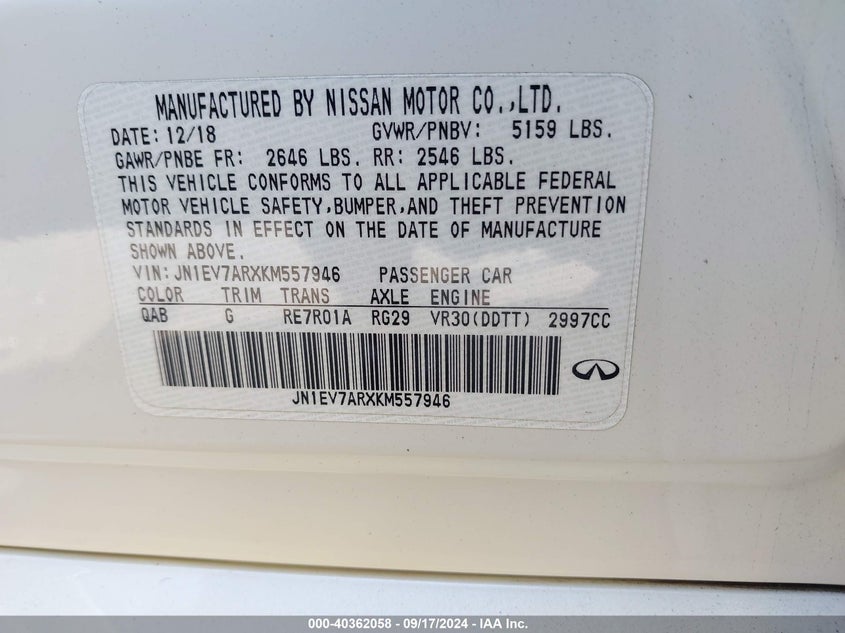 MANUFACTURED BY NISSAN MOTOR CO.,LTD.
DATE: 12/18 GVWR/PNBV: 5159 LBS.
GAWR/PNBE FR: 2646 LBS. RR: 2546 LBS.
THIS VEHICLE CONFORMS TO ALL APPLICABLE FEDERAL
MOTOR VEHICLE SAFETY,BUMPER,AND THEFT PREVENTION
STANDARDS IN EFFECT ON THE DATE OF MANUFACTURE
SHOWN ABOVE.
VIN: JN1EV7ARXKM557946 PASSENGER CAR
COLOR TRIM TRANS AXLE ENGINE
QAB G RE7R01A RG29 VR30(DDTT) 2997CC
JN1EV7ARXKM557946
000-40362058 - 09/17/2024 - IAA Inc.